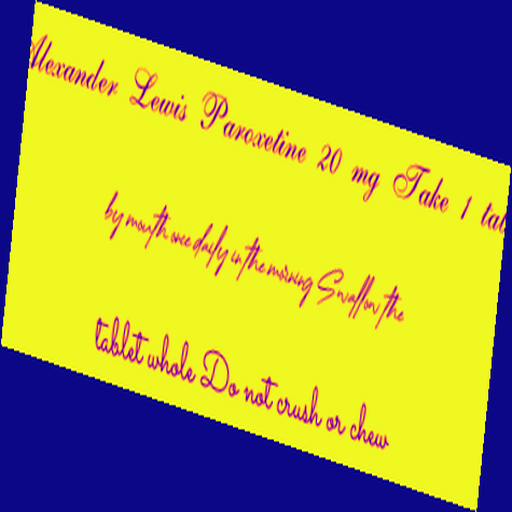 Alexander Lewis Paroxetine 20 mg Take 1 tab
by mouth once daily in the morning Swallow the
tablet whole Do not crush or chew